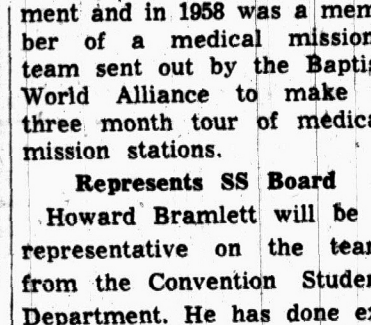 ment and in 1958 was a mem
ber of a medical mission
team sent out by the Baptis
World Alliance to make
three month tour of medica
mission stations.
Represents SS Board
Howard Bramlett will be
representative on the tea
from the Convention Studen
Department. He has done ex